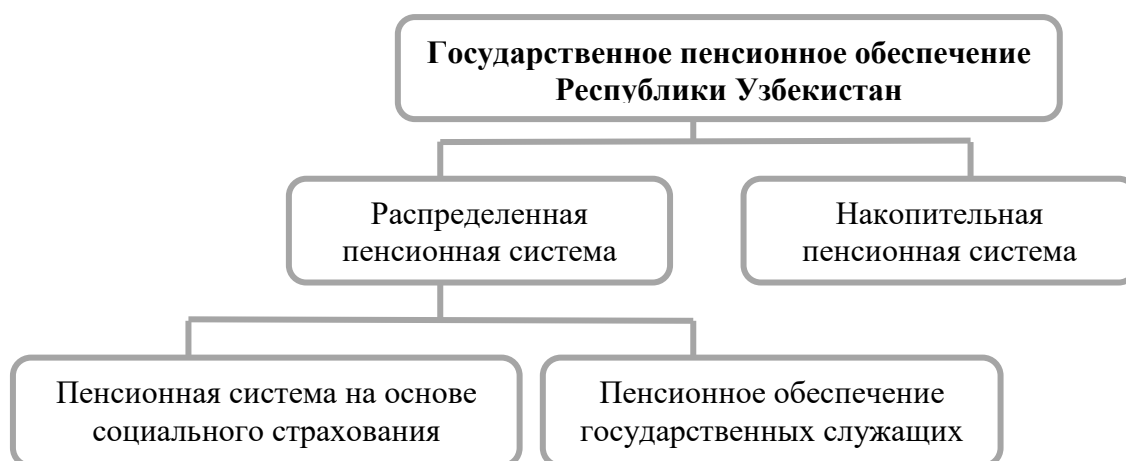 Государственное пенсионное обеспечение
Республики Узбекистан
Распределенная
пенсионная система
Накопительная
пенсионная система
Пенсионная система на основе
социального страхования
Пенсионное обеспечение
государственных служащих